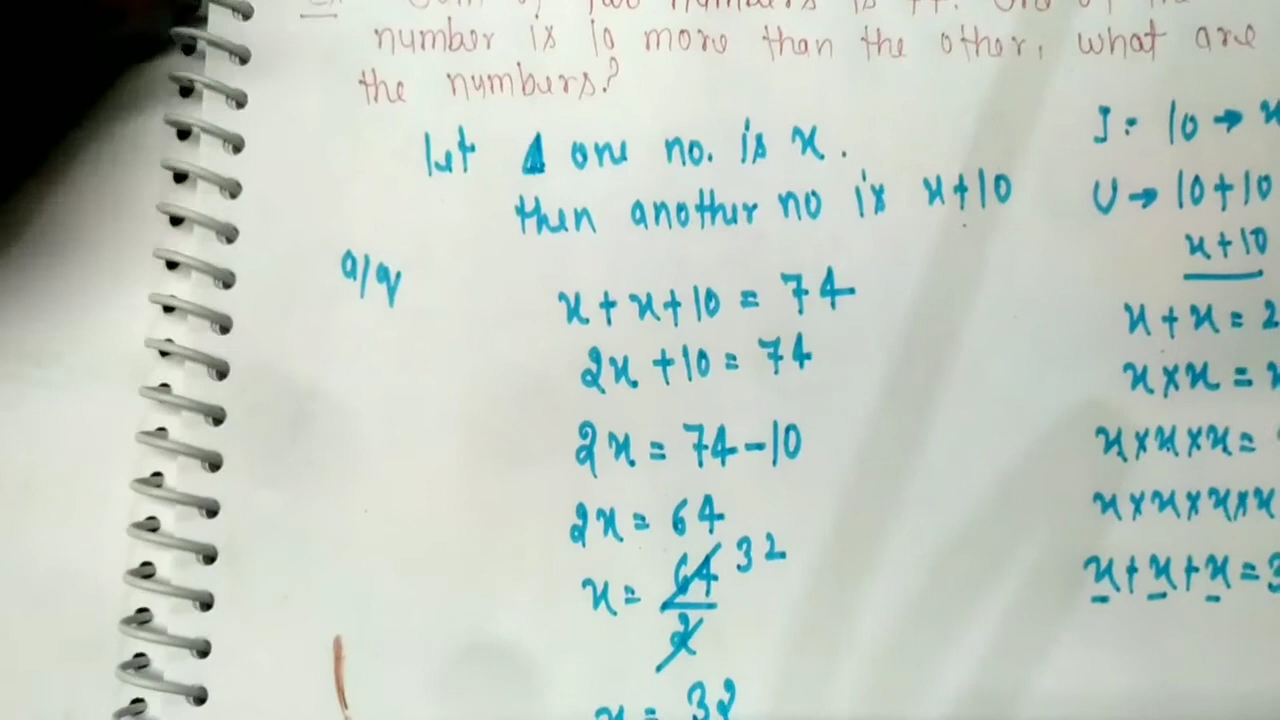 number is 10 more than the other, what are
the numbers?
let one no. is x.
then another no is x+10
a/q
x + x + 10 = 74
2x + 10 = 74
2x = 74 - 10
2x = 64
x = 64/2 32
x = 32
I = 10 → x
U → 10 + 10
x + 10
x + x = 2
x × x = x
x × x × x =
x × x × x × x
x + x + x = 3